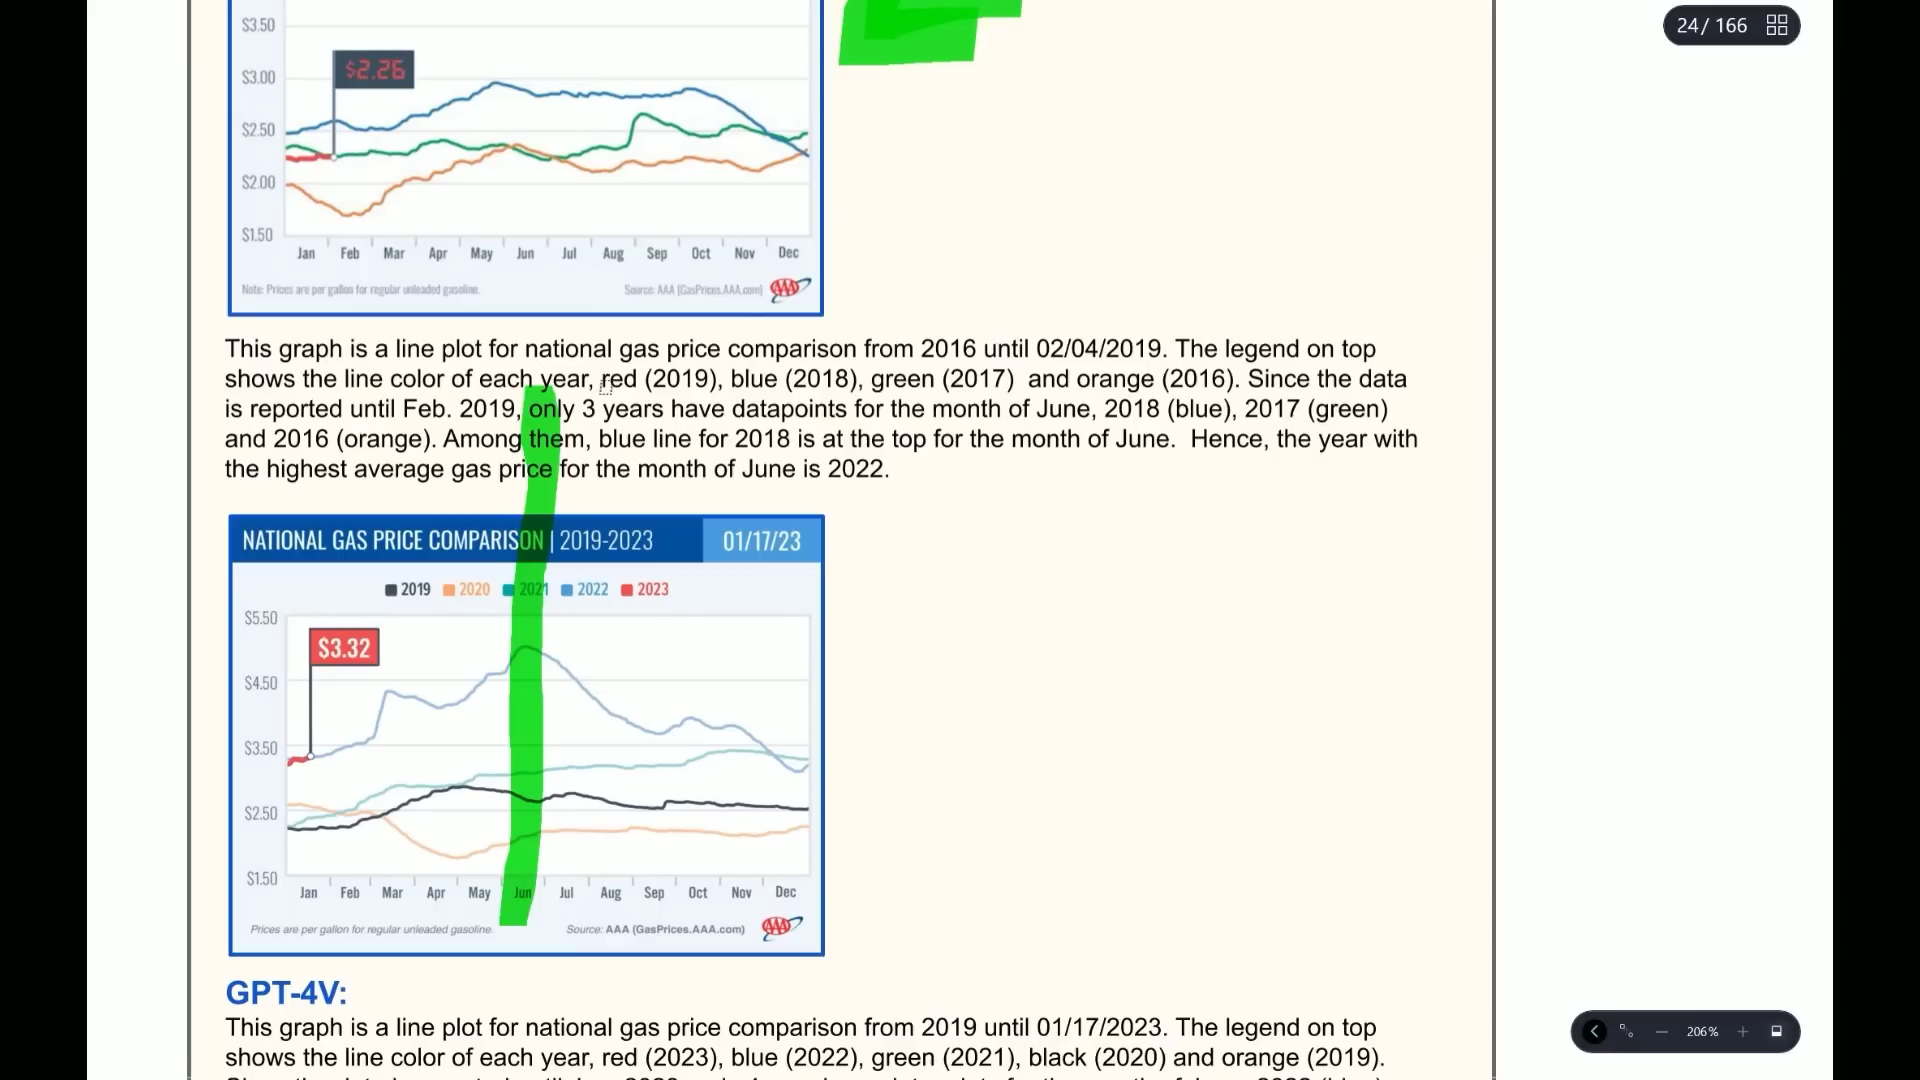 24 / 166
$3.50
$3.00
$2.26
$2.50
$2.00
$1.50
Jan Feb Mar Apr May Jun Jul Aug Sep Oct Nov Dec
Note: Prices are per gallon for regular unleaded gasoline. Source: AAA (GasPrices.AAA.com) AAA
This graph is a line plot for national gas price comparison from 2016 until 02/04/2019. The legend on top
shows the line color of each year, red (2019), blue (2018), green (2017) and orange (2016). Since the data
is reported until Feb. 2019, only 3 years have datapoints for the month of June, 2018 (blue), 2017 (green)
and 2016 (orange). Among them, blue line for 2018 is at the top for the month of June. Hence, the year with
the highest average gas price for the month of June is 2022.
NATIONAL GAS PRICE COMPARISON | 2019-2023 01/17/23
2019 2020 2021 2022 2023
$5.50
$3.32
$4.50
$3.50
$2.50
$1.50
Jan Feb Mar Apr May Jun Jul Aug Sep Oct Nov Dec
Prices are per gallon for regular unleaded gasoline. Source: AAA (GasPrices.AAA.com) AAA
GPT-4V:
This graph is a line plot for national gas price comparison from 2019 until 01/17/2023. The legend on top
shows the line color of each year, red (2023), blue (2022), green (2021), black (2020) and orange (2019).
206%